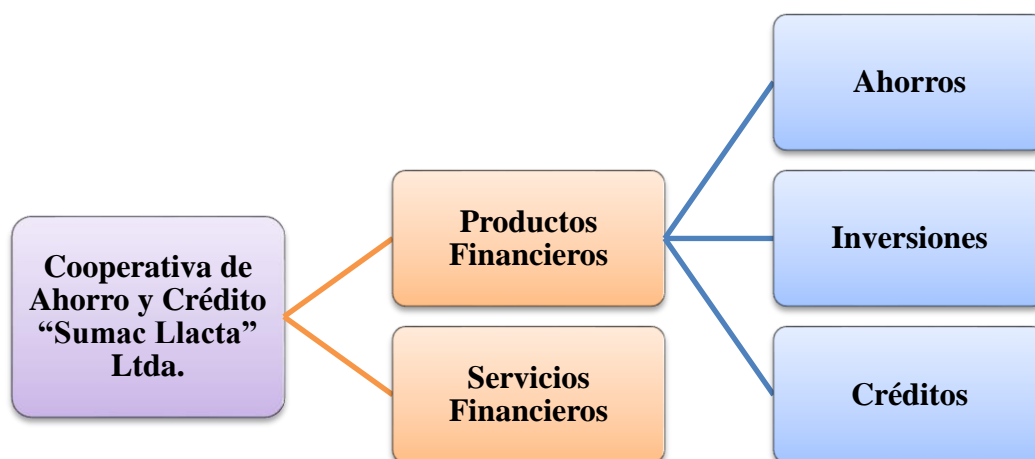 Cooperativa de
Ahorro y Crédito
“Sumac Llacta”
Ltda.
Productos
Financieros
Servicios
Financieros
Ahorros
Inversiones
Créditos